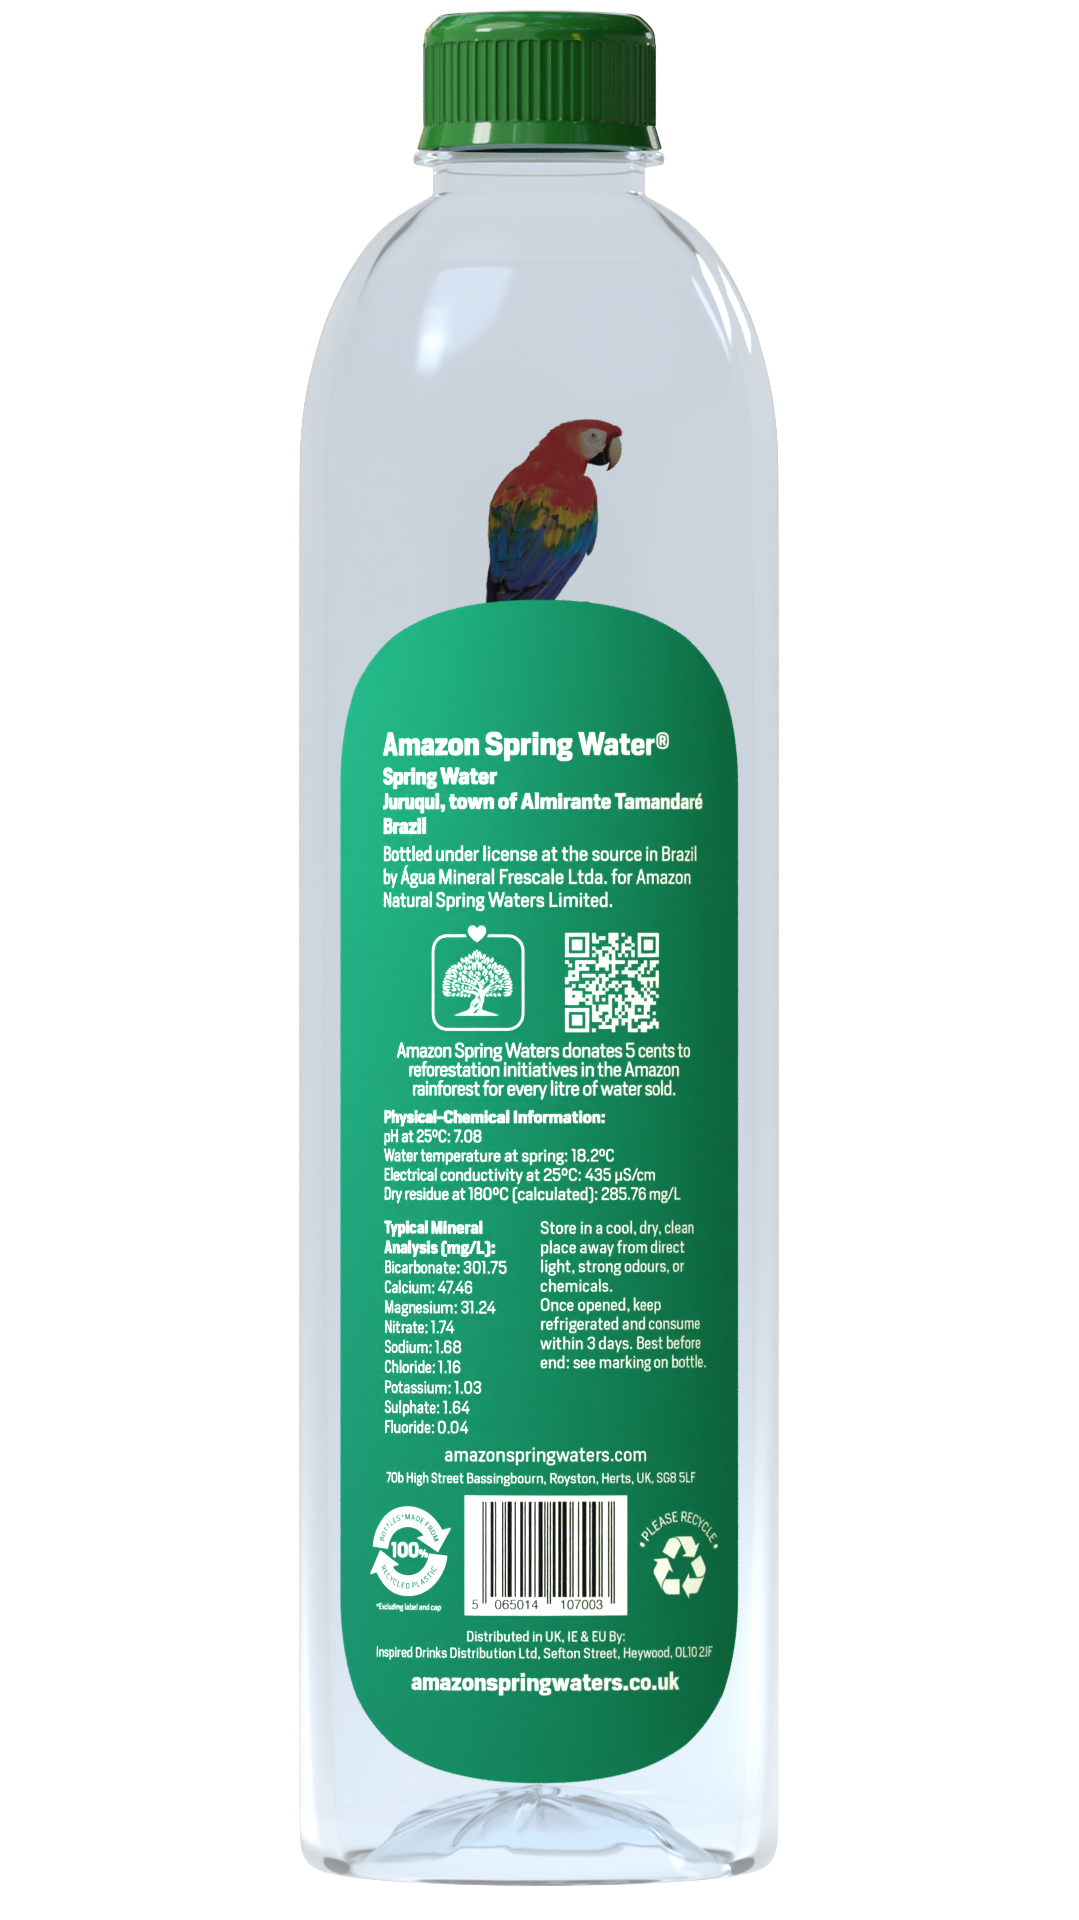 Amazon Spring Water®
Spring Water
Juruqui, town of Almirante Tamandaré
Brazil
Bottled under license at the source in Brazil
by Água Mineral Frescale Ltda. for Amazon
Natural Spring Waters Limited.
Amazon Spring Waters donates 5 cents to
reforestation initiatives in the Amazon
rainforest for every litre of water sold.
Physical-Chemical Information:
pH at 25ºC: 7.08
Water temperature at spring: 18.2ºC
Electrical conductivity at 25ºC: 435 µS/cm
Dry residue at 180ºC (calculated): 285.76 mg/L
Typical Mineral
Analysis (mg/L):
Bicarbonate: 301.75
Calcium: 47.46
Magnesium: 31.24
Nitrate: 1.74
Sodium: 1.68
Chloride: 1.16
Potassium: 1.03
Sulphate: 1.64
Fluoride: 0.04
Store in a cool, dry, clean
place away from direct
light, strong odours, or
chemicals.
Once opened, keep
refrigerated and consume
within 3 days. Best before
end: see marking on bottle.
amazonspringwaters.com
70b High Street Bassingbourn, Royston, Herts, UK, SG8 5LF
BOTTLES* MADE FROM
100%
RECYCLED PLASTIC
*Excluding label and cap
5 065014 107003
• PLEASE RECYCLE •
Distributed in UK, IE & EU By:
Inspired Drinks Distribution Ltd, Sefton Street, Heywood, OL10 2JF
amazonspringwaters.co.uk